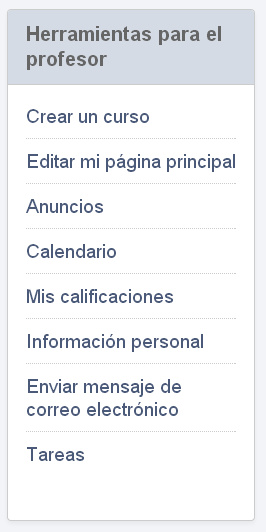 Herramientas para el
profesor
Crear un curso
Editar mi página principal
Anuncios
Calendario
Mis calificaciones
Información personal
Enviar mensaje de
correo electrónico
Tareas